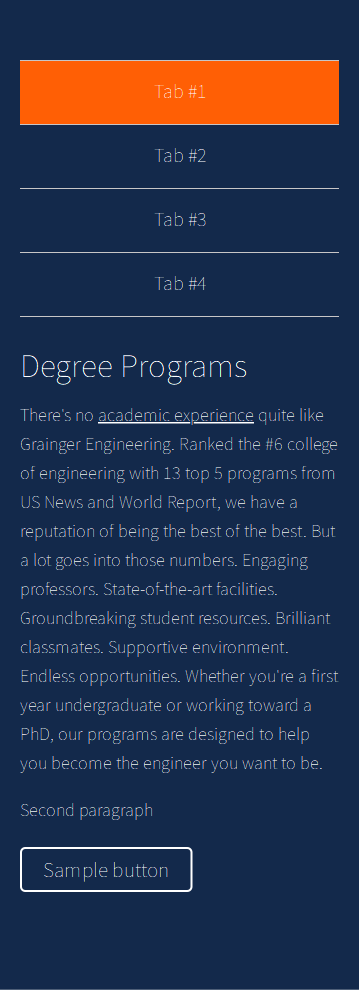 Tab #1
Tab #2
Tab #3
Tab #4
Degree Programs
There's no academic experience quite like
Grainger Engineering. Ranked the #6 college
of engineering with 13 top 5 programs from
US News and World Report, we have a
reputation of being the best of the best. But
a lot goes into those numbers. Engaging
professors. State-of-the-art facilities.
Groundbreaking student resources. Brilliant
classmates. Supportive environment.
Endless opportunities. Whether you're a first
year undergraduate or working toward a
PhD, our programs are designed to help
you become the engineer you want to be.
Second paragraph
Sample button